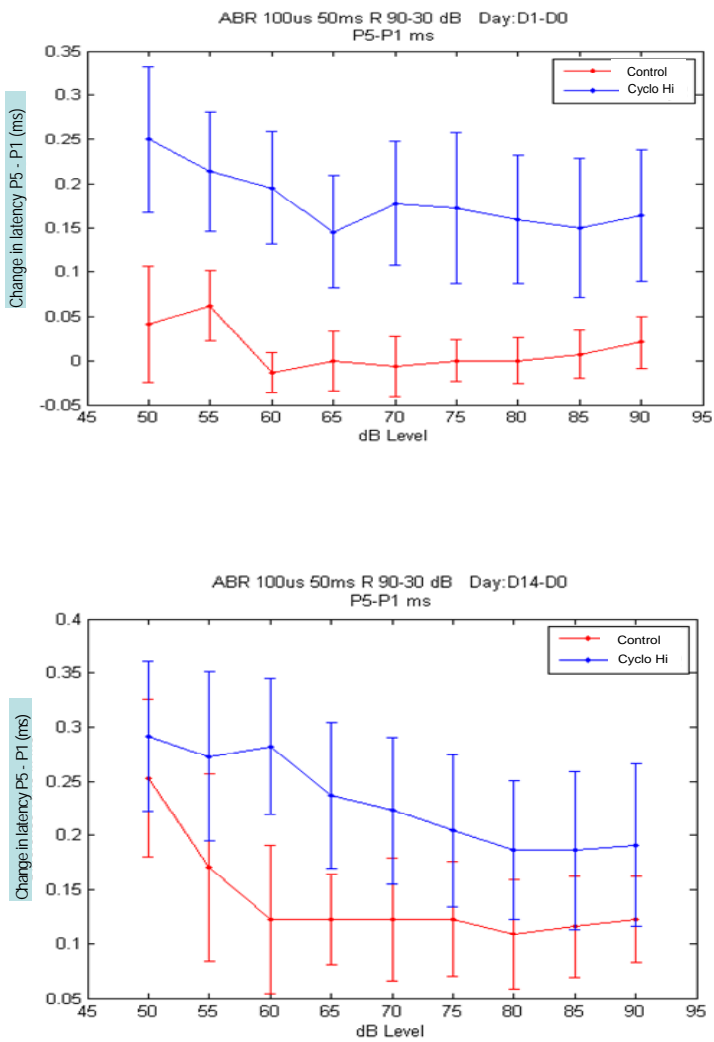 ABR 100us 50ms R 90-30 dB Day:D1-D0
P5-P1 ms
0.35
0.3
0.25
0.2
0.15
0.1
0.05
0
-0.05
Change in latency P5 - P1 (ms)
Control
Cyclo Hi
45 50 55 60 65 70 75 80 85 90 95
dB Level
ABR 100us 50ms R 90-30 dB Day:D14-D0
P5-P1 ms
0.4
0.35
0.3
0.25
0.2
0.15
0.1
0.05
Change in latency P5 - P1 (ms)
Control
Cyclo Hi
45 50 55 60 65 70 75 80 85 90 95
dB Level